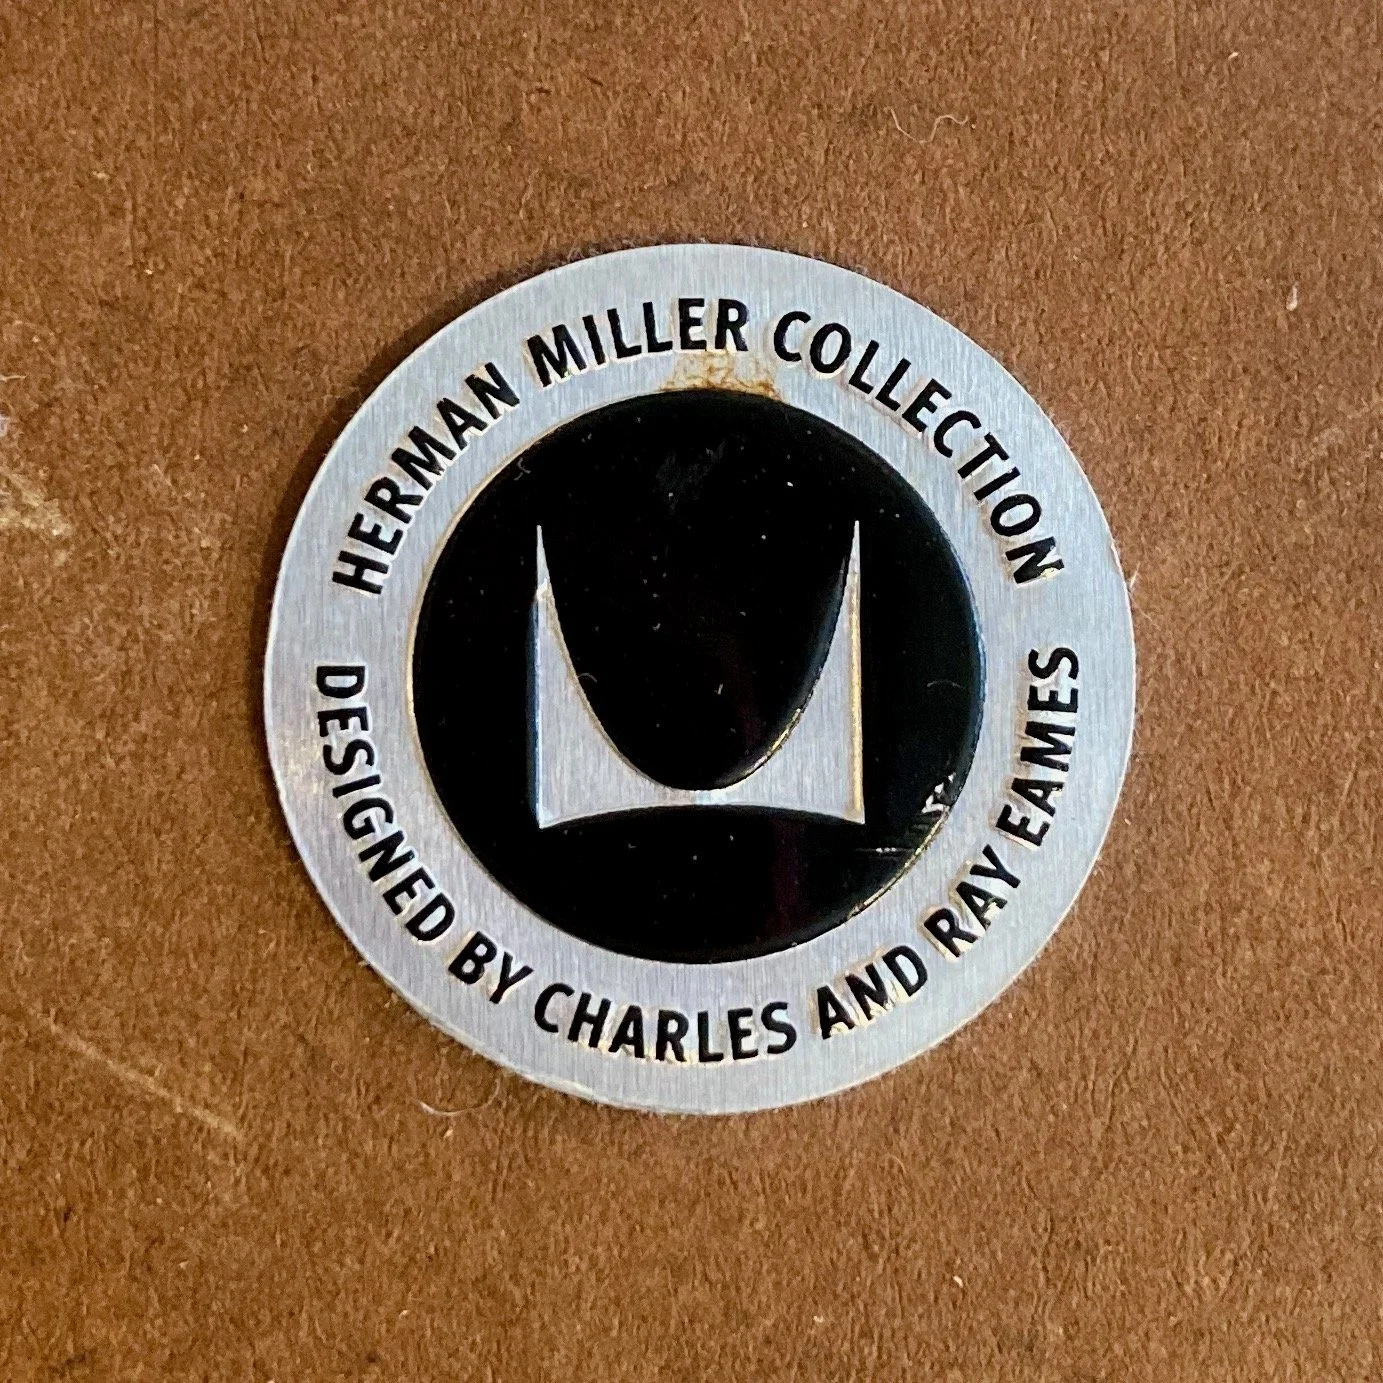 HERMAN MILLER COLLECTION
DESIGNED BY CHARLES AND RAY EAMES